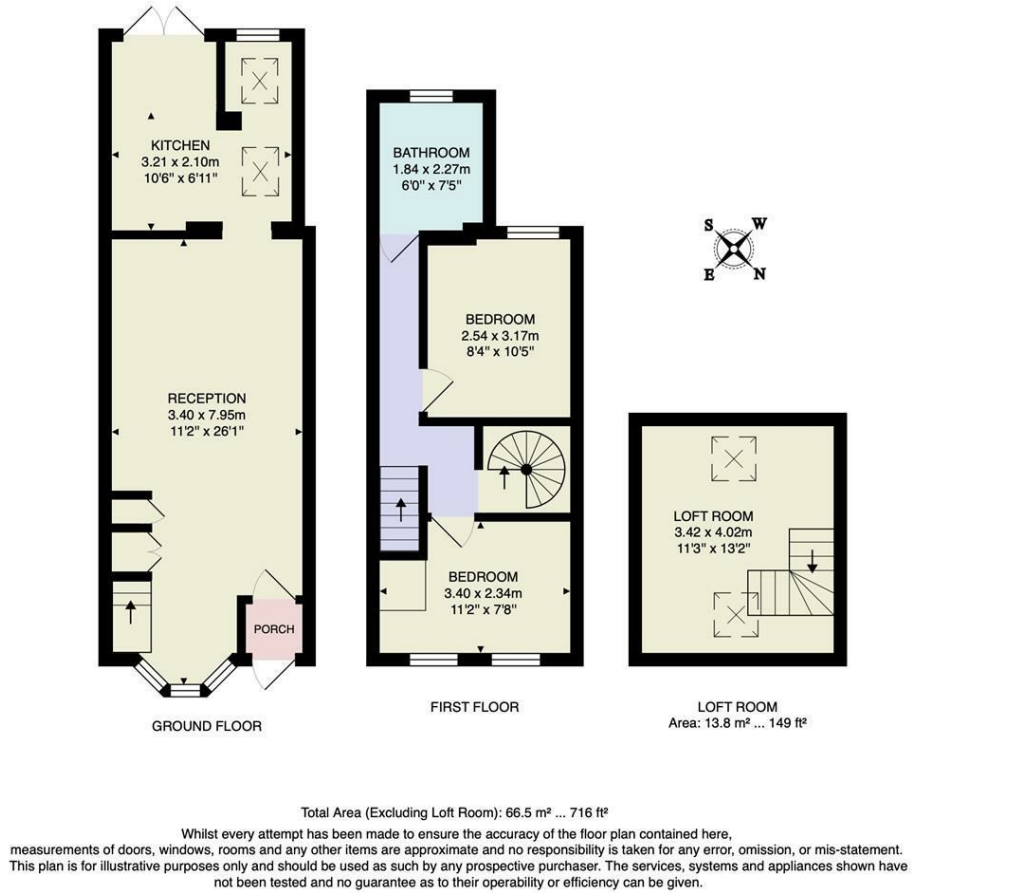 KITCHEN
3.21 x 2.10m
10'6" x 6'11"
RECEPTION
3.40 x 7.95m
11'2" x 26'1"
PORCH
GROUND FLOOR
BATHROOM
1.84 x 2.27m
6'0" x 7'5"
BEDROOM
2.54 x 3.17m
8'4" x 10'5"
BEDROOM
3.40 x 2.34m
11'2" x 7'8"
FIRST FLOOR
S W
E N
LOFT ROOM
3.42 x 4.02m
11'3" x 13'2"
LOFT ROOM
Area: 13.8 m² ... 149 ft²
Total Area (Excluding Loft Room): 66.5 m² ... 716 ft²
Whilst every attempt has been made to ensure the accuracy of the floor plan contained here,
measurements of doors, windows, rooms and any other items are approximate and no responsibility is taken for any error, omission, or mis-statement.
This plan is for illustrative purposes only and should be used as such by any prospective purchaser. The services, systems and appliances shown have
not been tested and no guarantee as to their operability or efficiency can be given.